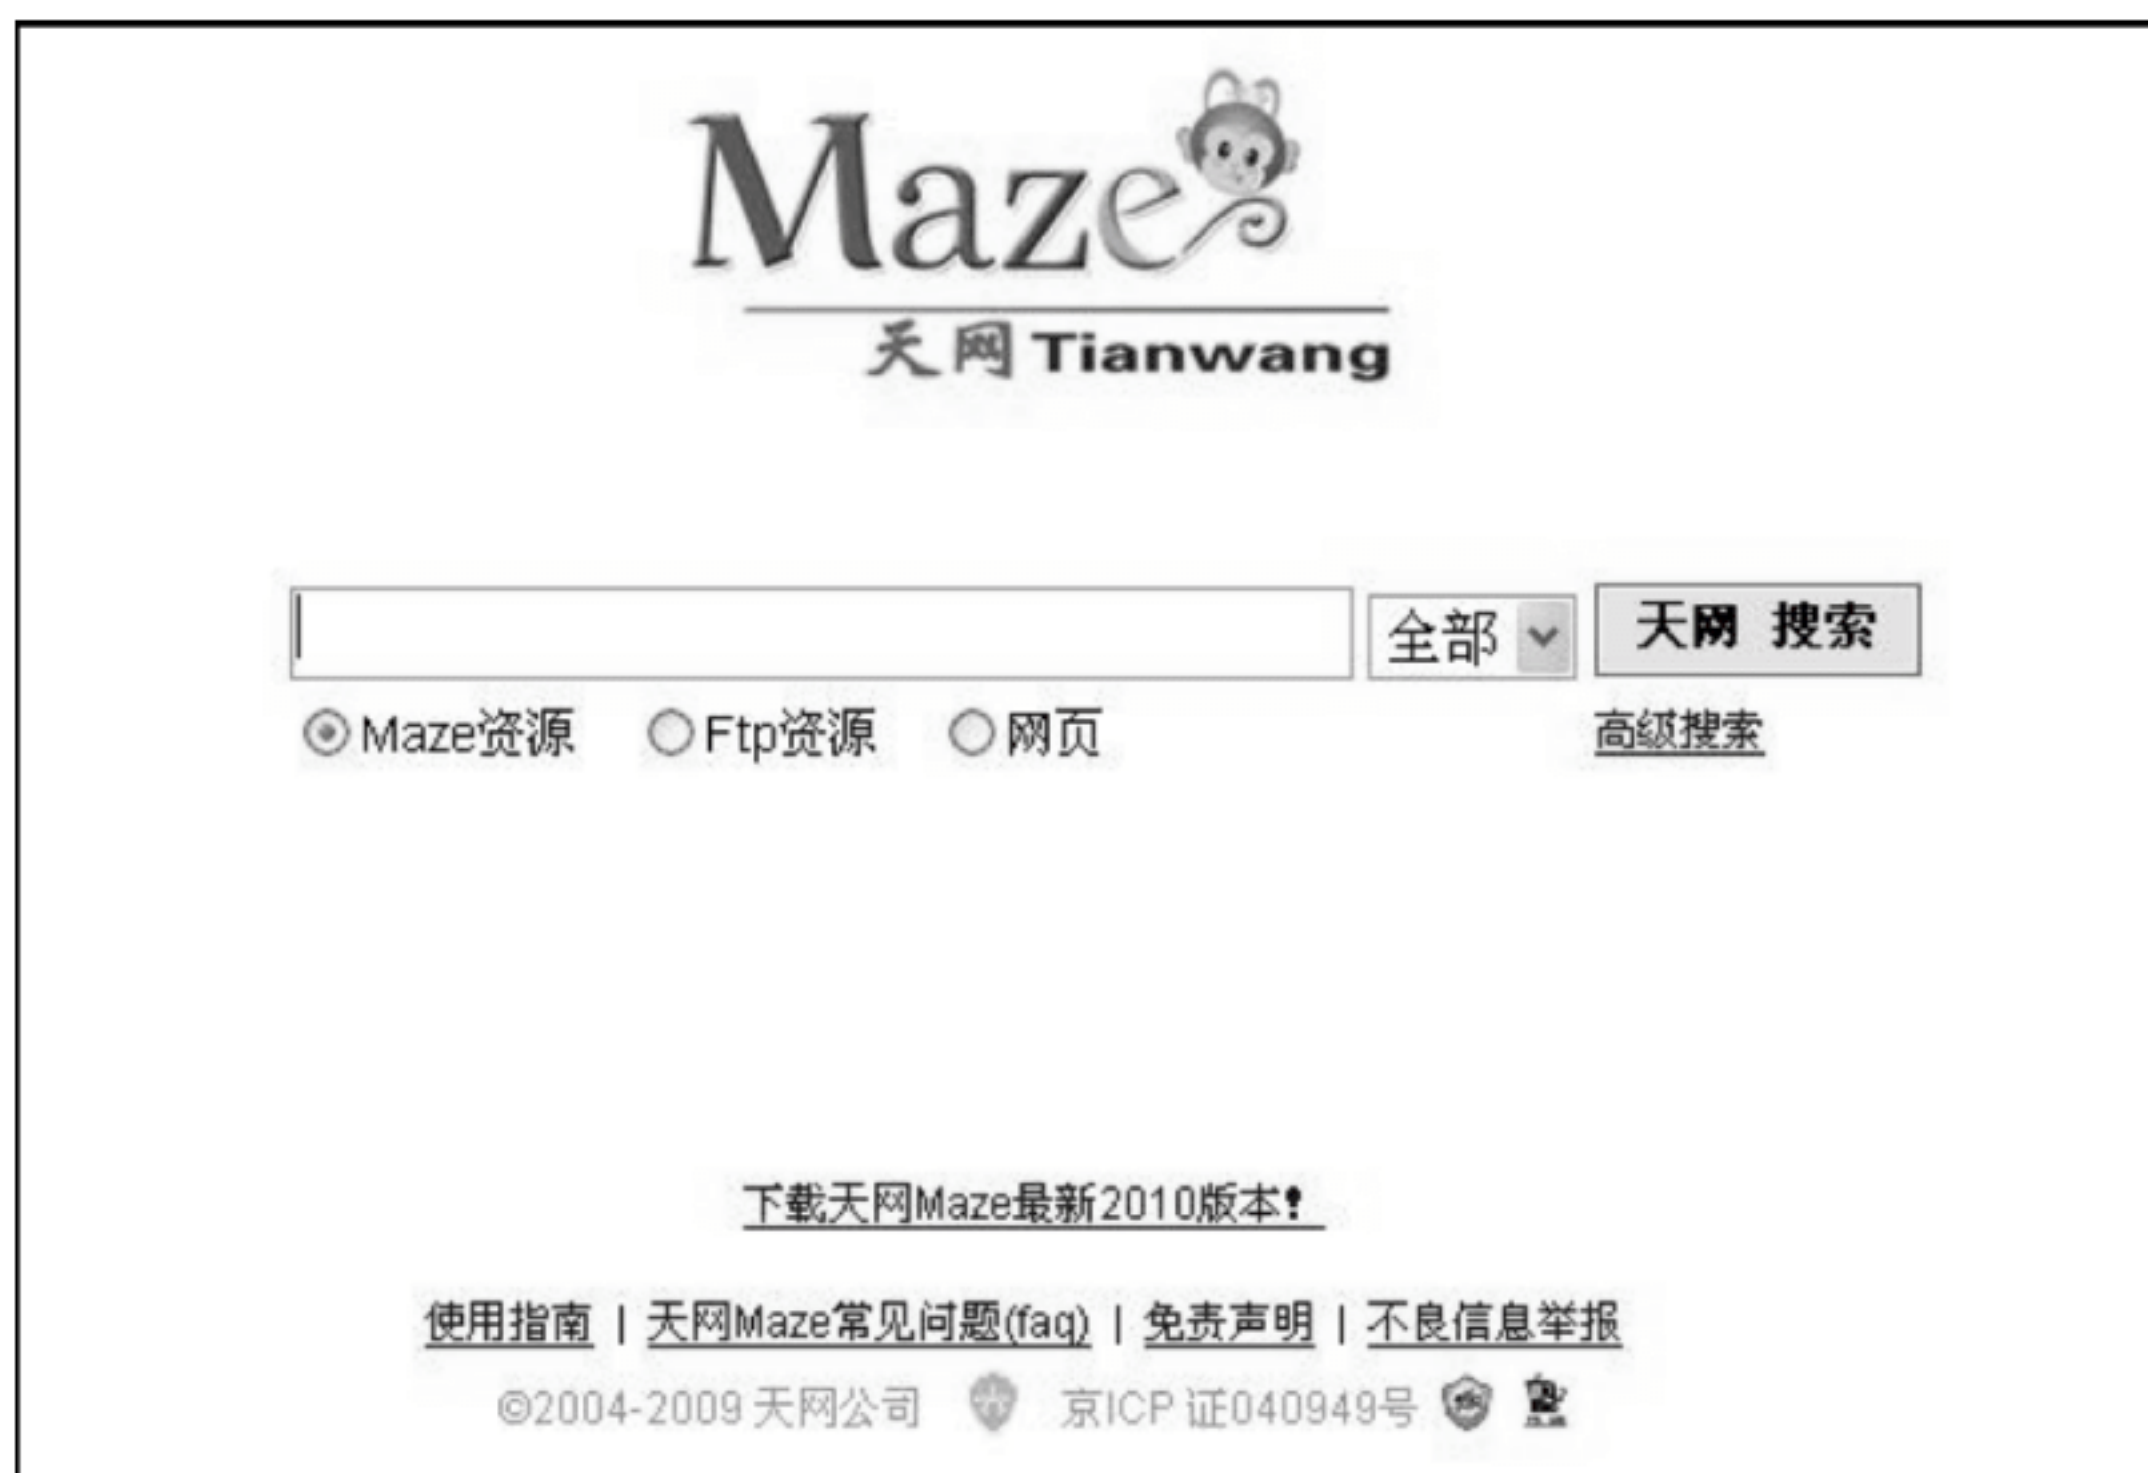 Maze
天网 Tianwang
全部 天网 搜索
Maze资源 Ftp资源 网页 高级搜索
下载天网Maze最新2010版本!
使用指南 | 天网Maze常见问题(faq) | 免责声明 | 不良信息举报
©2004-2009 天网公司 京ICP 证040949号